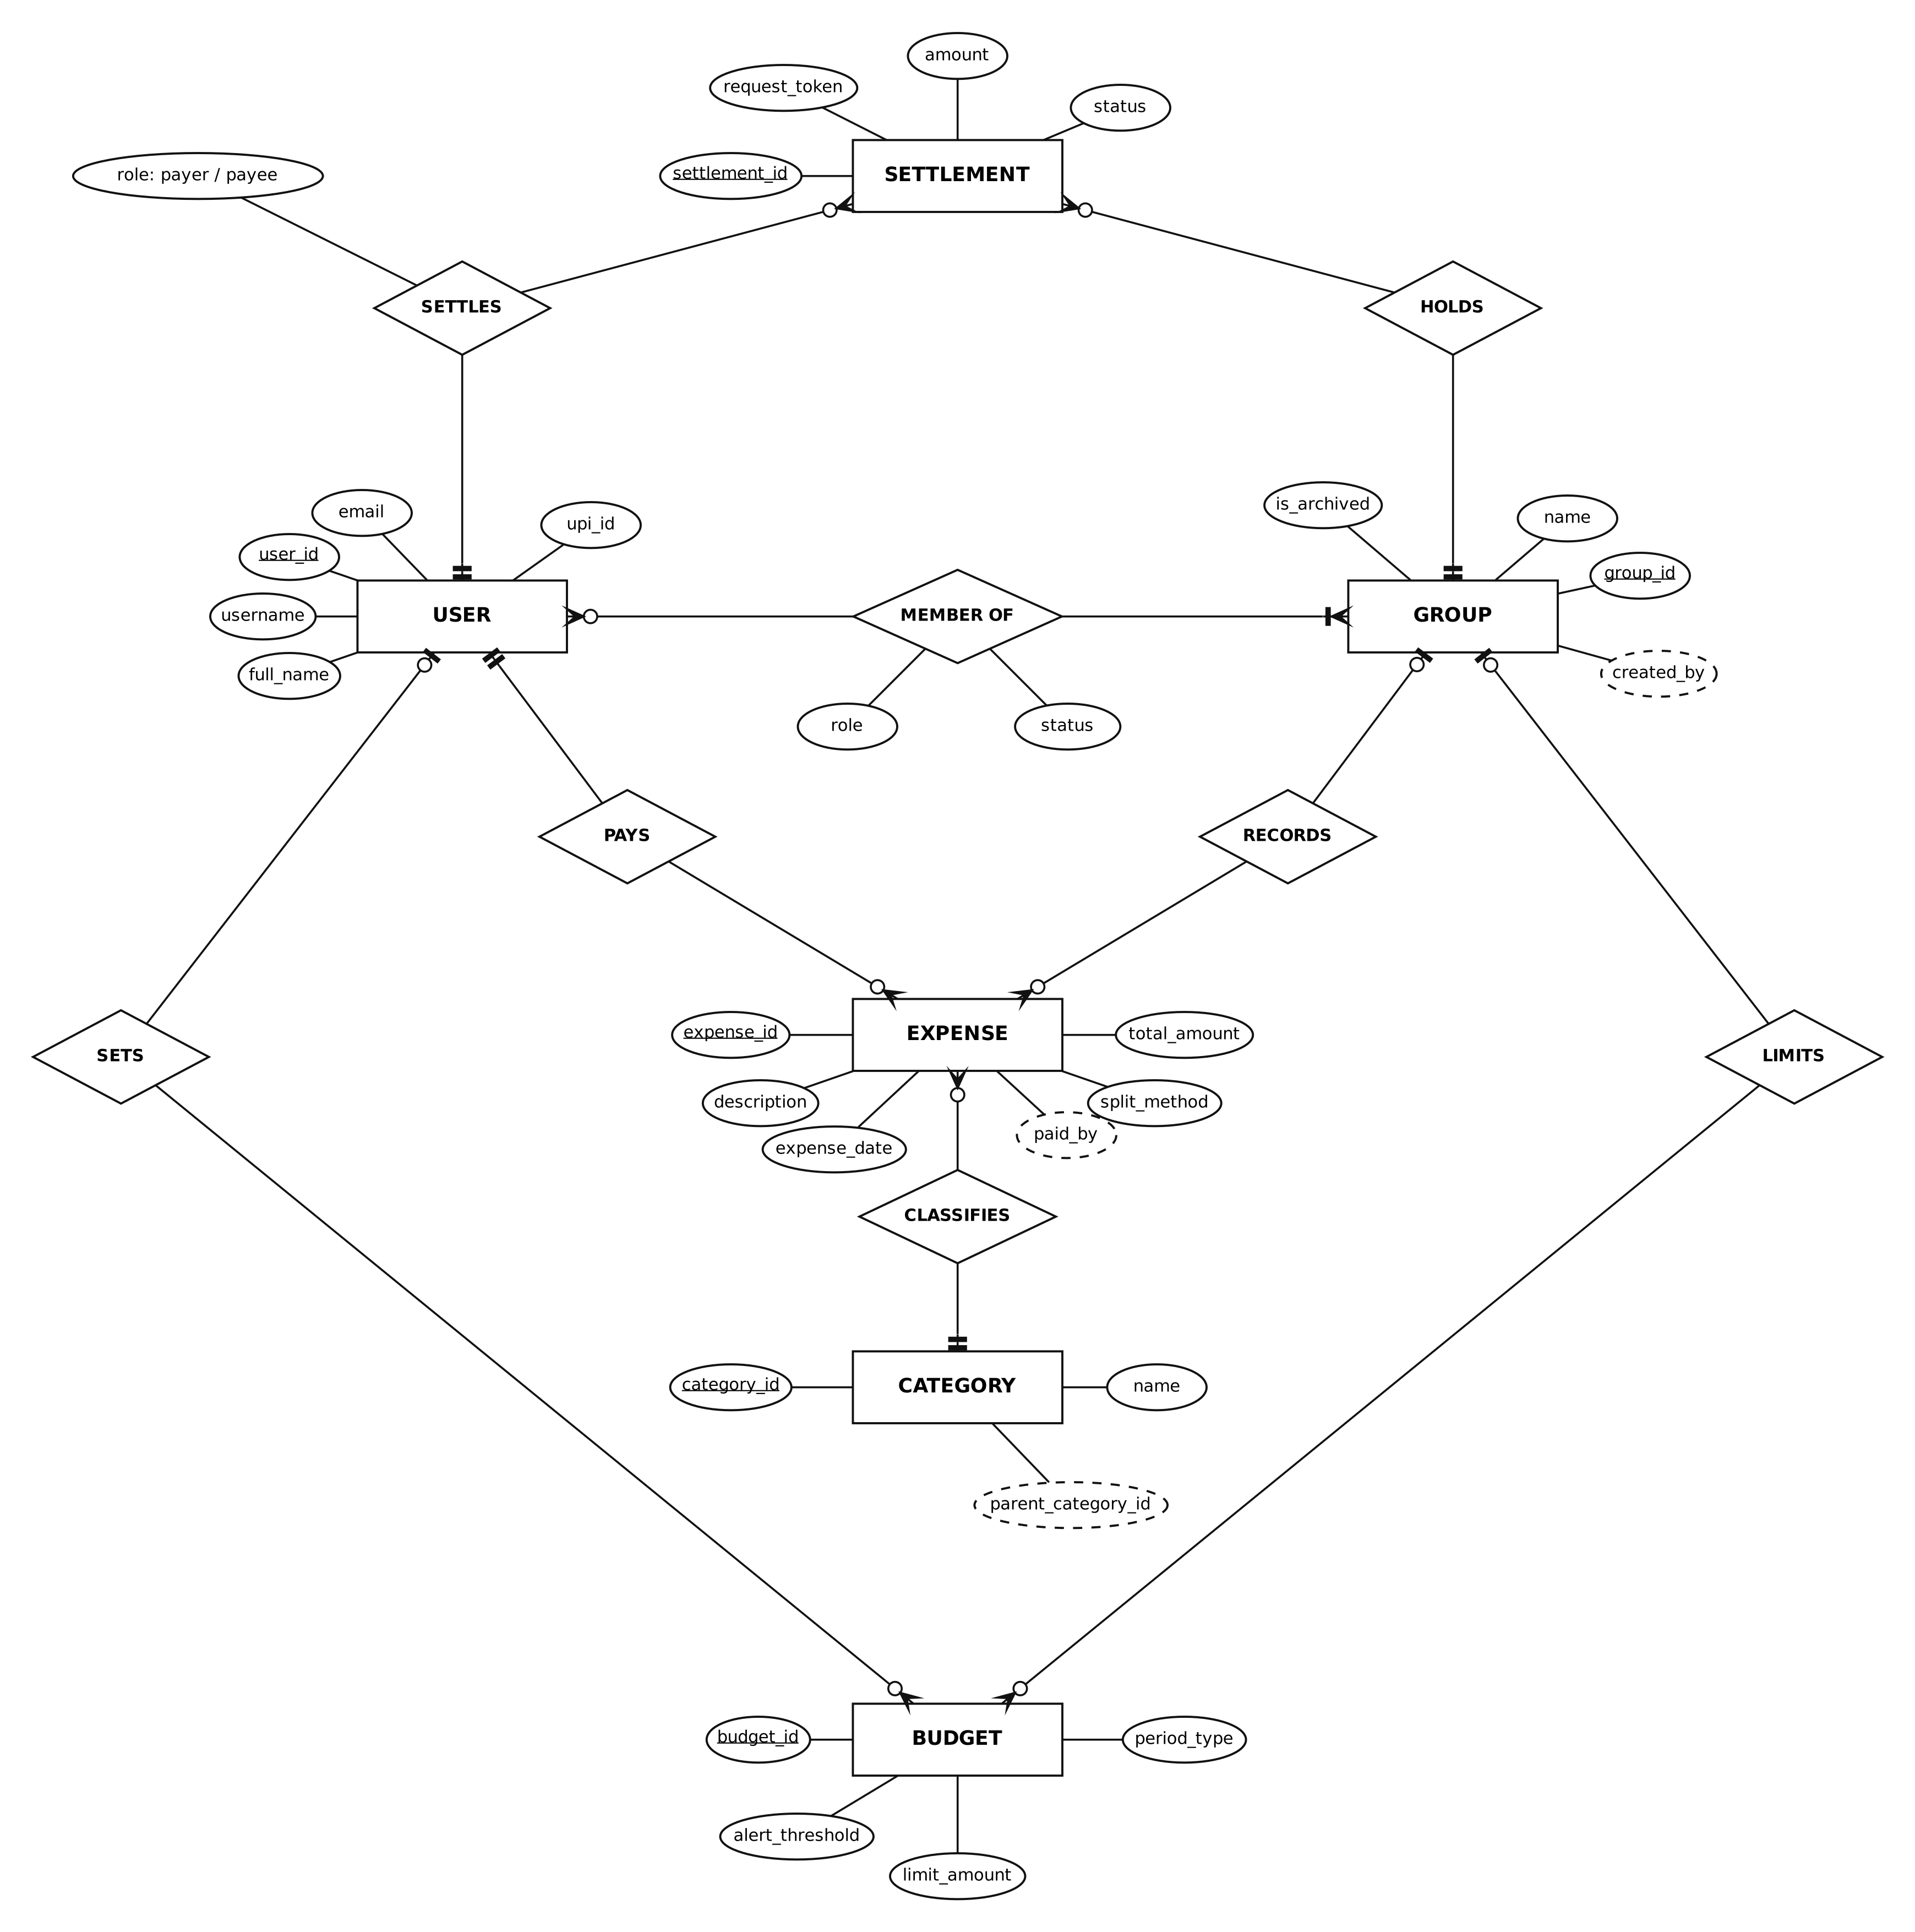 amount
request_token
status
settlement_id
SETTLEMENT
role: payer / payee
SETTLES
HOLDS
email
upi_id
is_archived
name
user_id
group_id
username
USER
MEMBER OF
GROUP
full_name
created_by
role
status
PAYS
RECORDS
expense_id
EXPENSE
total_amount
SETS
LIMITS
description
split_method
expense_date
paid_by
CLASSIFIES
category_id
CATEGORY
name
parent_category_id
budget_id
BUDGET
period_type
alert_threshold
limit_amount